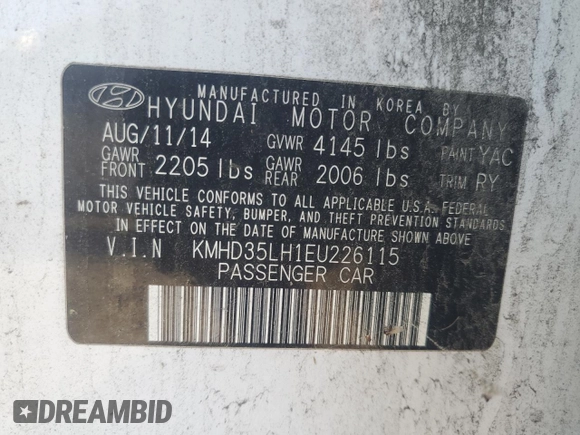 MANUFACTURED IN KOREA BY
HYUNDAI MOTOR COMPANY
AUG/11/14 GVWR 4145 lbs PAINT YAC
GAWR FRONT 2205 lbs GAWR REAR 2006 lbs TRIM RY
THIS VEHICLE CONFORMS TO ALL APPLICABLE U.S.A. FEDERAL
MOTOR VEHICLE SAFETY, BUMPER, AND THEFT PREVENTION STANDARDS
IN EFFECT ON THE DATE OF MANUFACTURE SHOWN ABOVE
V.I.N KMHD35LH1EU226115
PASSENGER CAR
DREAMBID